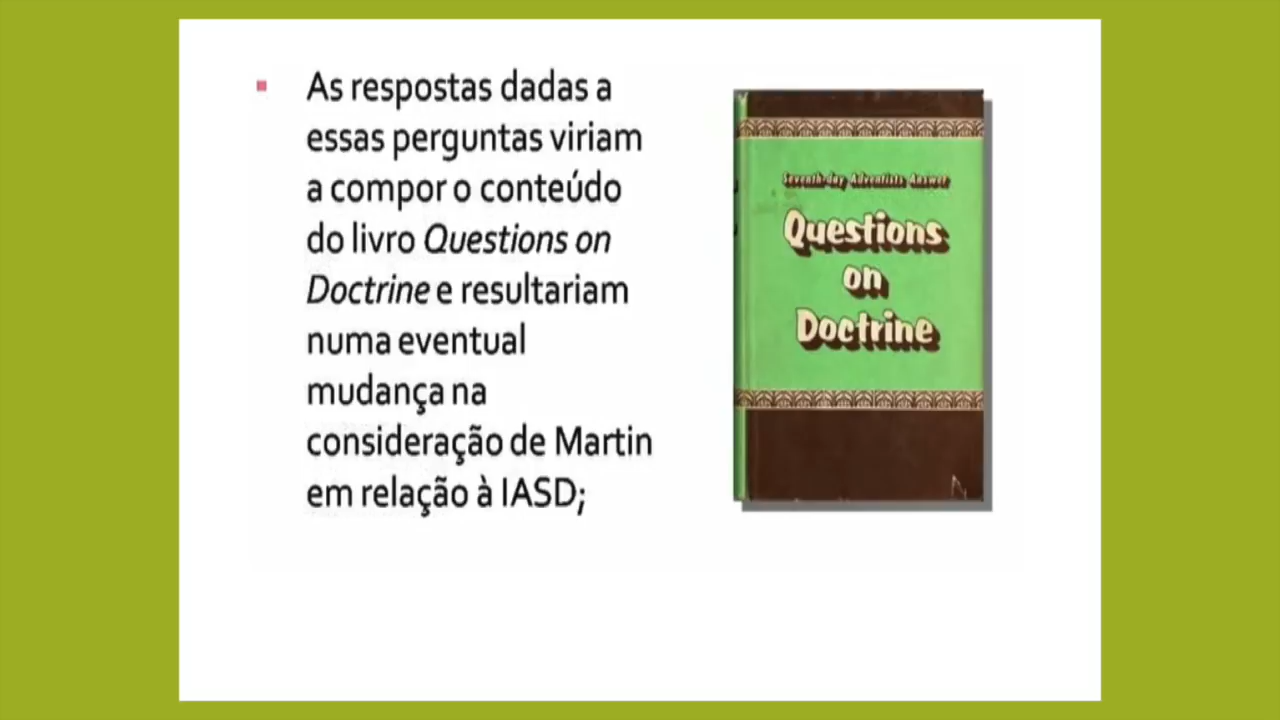 As respostas dadas a
essas perguntas viriam
a compor o conteúdo
do livro Questions on
Doctrine e resultariam
numa eventual
mudança na
consideração de Martin
em relação à IASD;
Seventh-day Adventists Answer
Questions
on
Doctrine